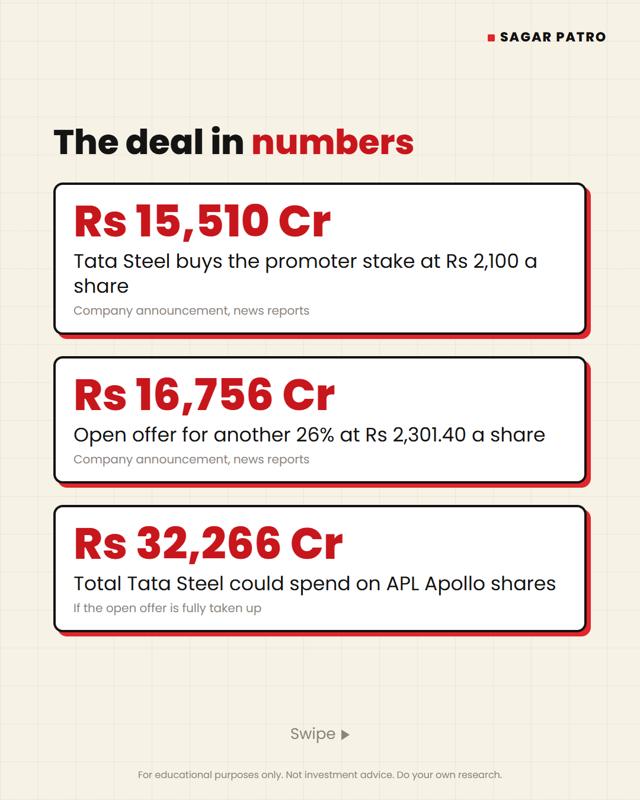 SAGAR PATRO
The deal in numbers
Rs 15,510 Cr
Tata Steel buys the promoter stake at Rs 2,100 a
share
Company announcement, news reports
Rs 16,756 Cr
Open offer for another 26% at Rs 2,301.40 a share
Company announcement, news reports
Rs 32,266 Cr
Total Tata Steel could spend on APL Apollo shares
If the open offer is fully taken up
Swipe
For educational purposes only. Not investment advice. Do your own research.